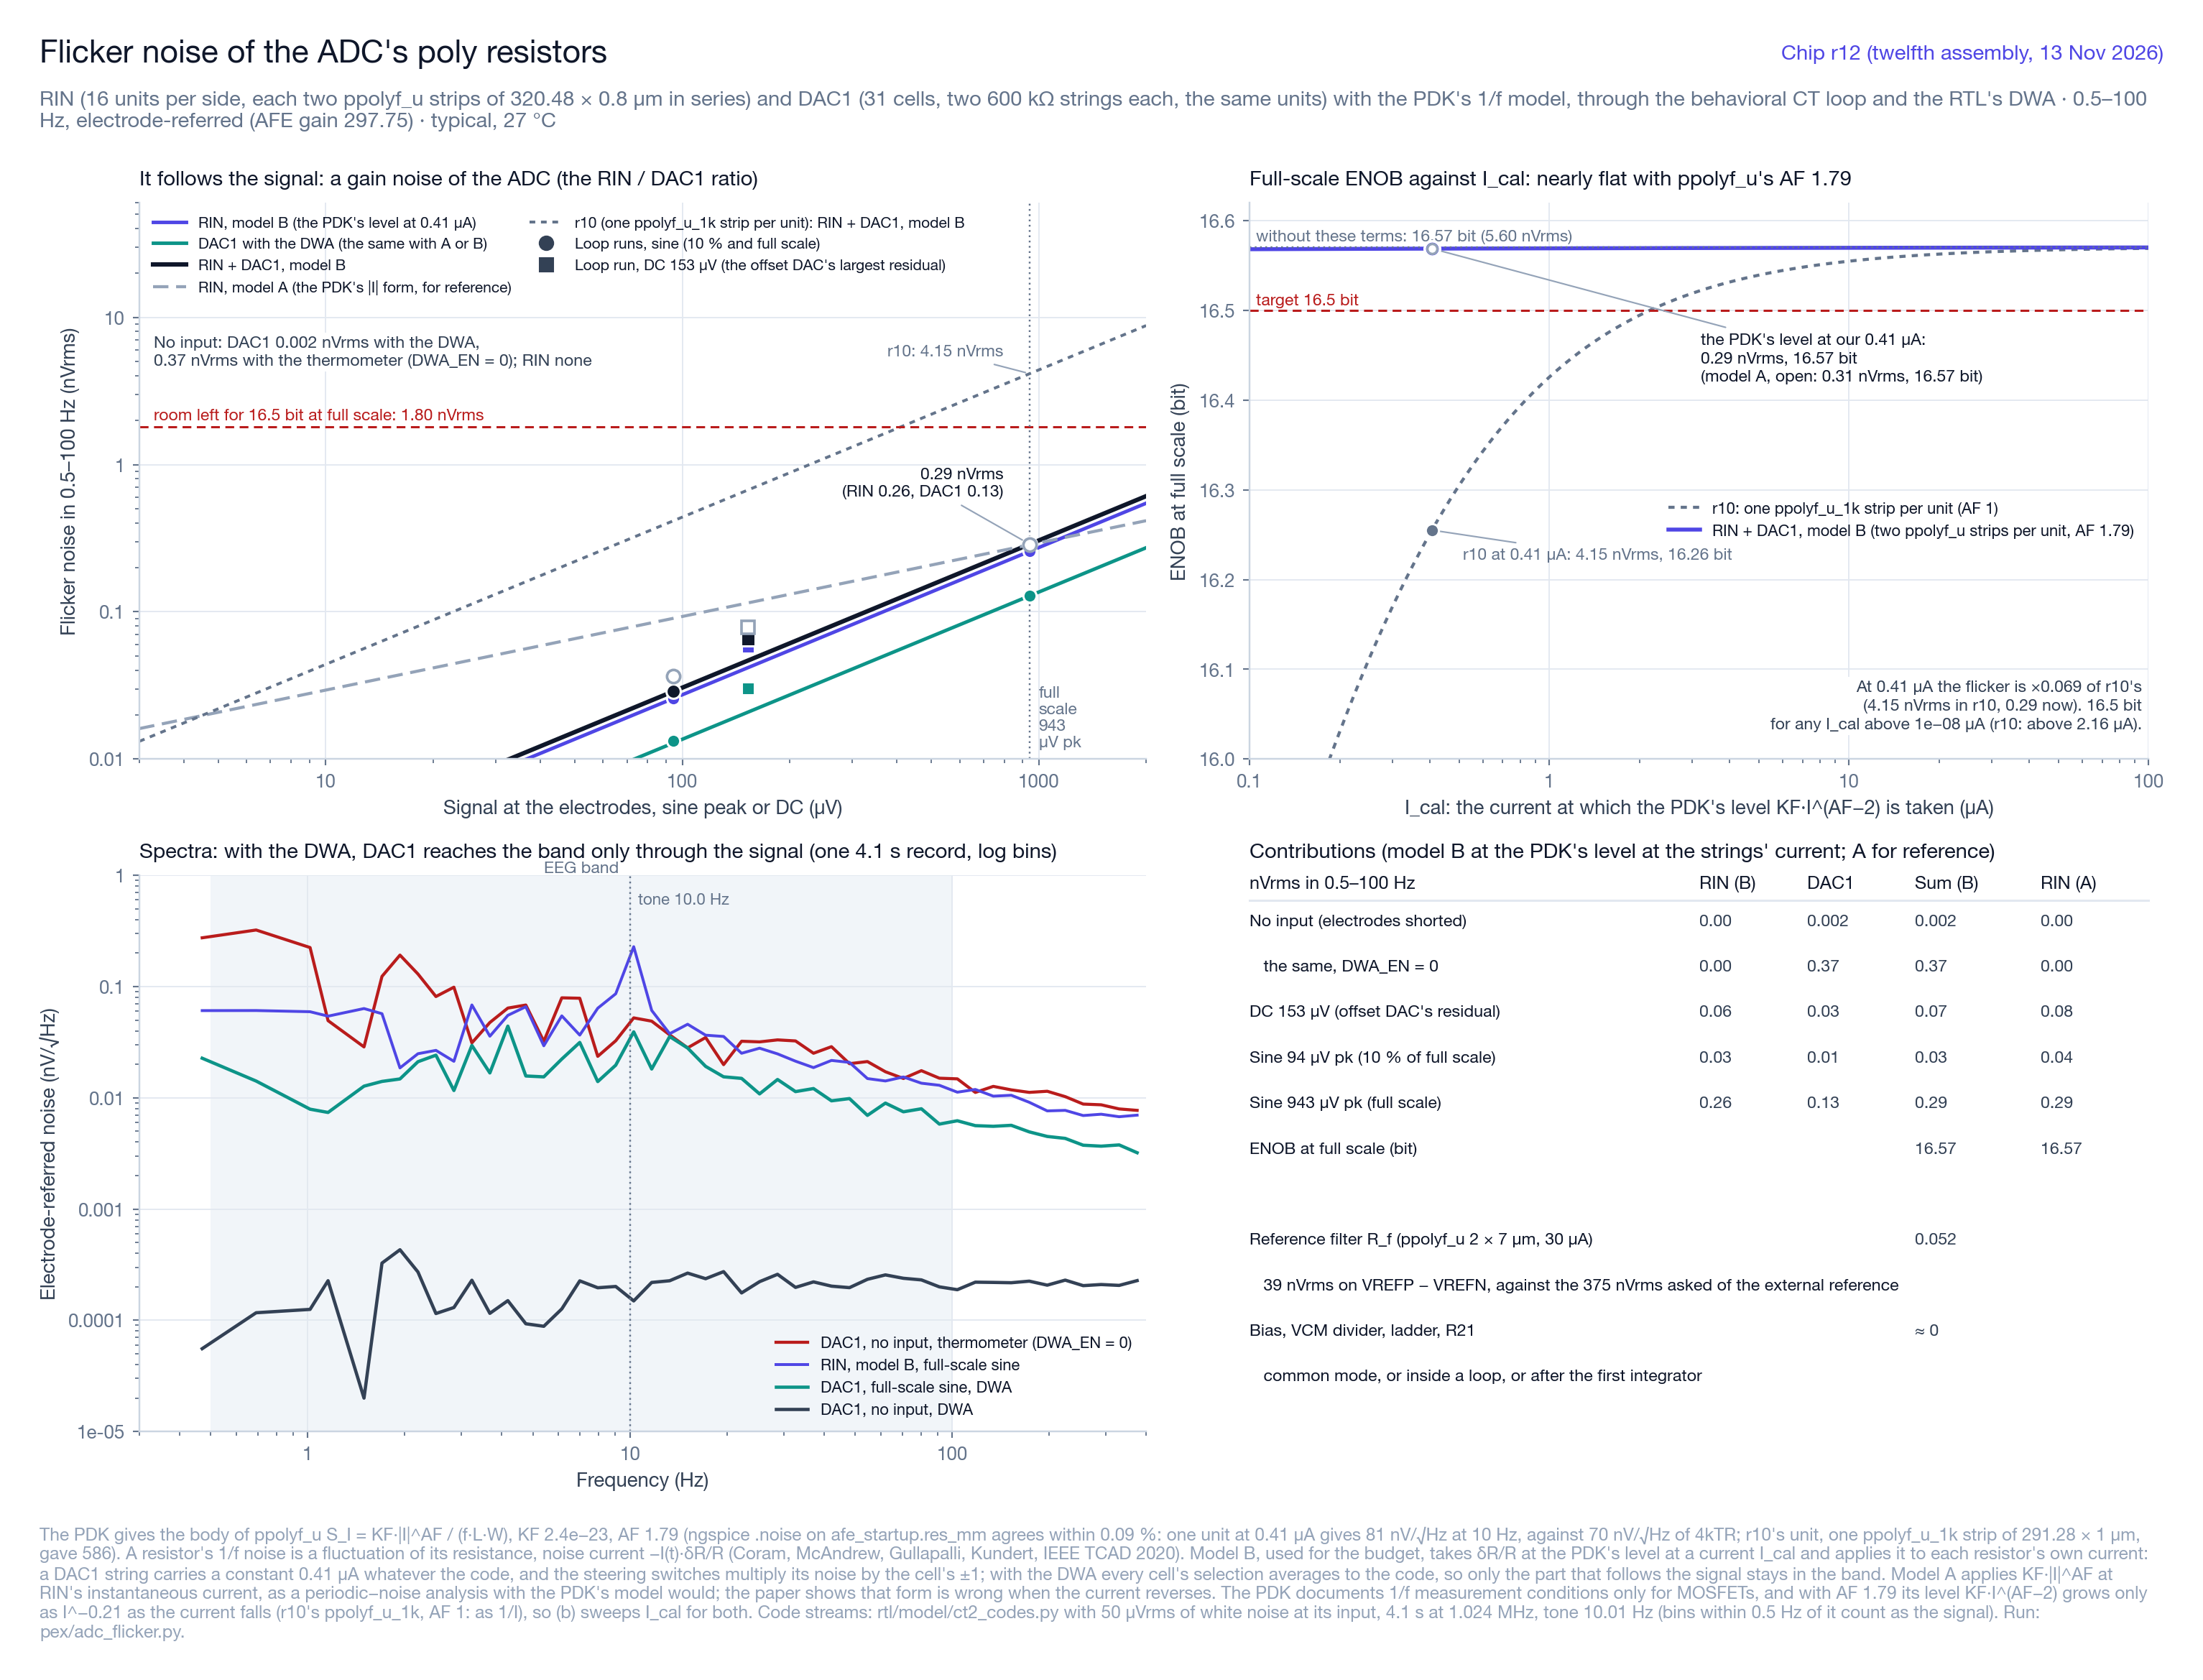 Flicker noise of the ADC's poly resistors
Chip r12 (twelfth assembly, 13 Nov 2026)
RIN (16 units per side, each two ppolyf_u strips of 320.48 × 0.8 µm in series) and DAC1 (31 cells, two 600 kΩ strings each, the same units) with the PDK's 1/f model, through the behavioral CT loop and the RTL's DWA · 0.5–100
Hz, electrode-referred (AFE gain 297.75) · typical, 27 °C
It follows the signal: a gain noise of the ADC (the RIN / DAC1 ratio)
RIN, model B (the PDK's level at 0.41 µA)
DAC1 with the DWA (the same with A or B)
RIN + DAC1, model B
RIN, model A (the PDK's |I| form, for reference)
r10 (one ppolyf_u_1k strip per unit): RIN + DAC1, model B
Loop runs, sine (10 % and full scale)
Loop run, DC 153 µV (the offset DAC's largest residual)
No input: DAC1 0.002 nVrms with the DWA,
0.37 nVrms with the thermometer (DWA_EN = 0); RIN none
r10: 4.15 nVrms
room left for 16.5 bit at full scale: 1.80 nVrms
0.29 nVrms
(RIN 0.26, DAC1 0.13)
full
scale
943
µV pk
Flicker noise in 0.5–100 Hz (nVrms)
10
1
0.1
0.01
10
100
1000
Signal at the electrodes, sine peak or DC (µV)
Full-scale ENOB against I_cal: nearly flat with ppolyf_u's AF 1.79
without these terms: 16.57 bit (5.60 nVrms)
target 16.5 bit
the PDK's level at our 0.41 µA:
0.29 nVrms, 16.57 bit
(model A, open: 0.31 nVrms, 16.57 bit)
r10: one ppolyf_u_1k strip per unit (AF 1)
RIN + DAC1, model B (two ppolyf_u strips per unit, AF 1.79)
r10 at 0.41 µA: 4.15 nVrms, 16.26 bit
At 0.41 µA the flicker is ×0.069 of r10's
(4.15 nVrms in r10, 0.29 now). 16.5 bit
for any I_cal above 1e−08 µA (r10: above 2.16 µA).
ENOB at full scale (bit)
16.6
16.5
16.4
16.3
16.2
16.1
16.0
0.1
1
10
100
I_cal: the current at which the PDK's level KF·I^(AF−2) is taken (µA)
Spectra: with the DWA, DAC1 reaches the band only through the signal (one 4.1 s record, log bins)
EEG band
tone 10.0 Hz
DAC1, no input, thermometer (DWA_EN = 0)
RIN, model B, full-scale sine
DAC1, full-scale sine, DWA
DAC1, no input, DWA
Electrode-referred noise (nV/√Hz)
1
0.1
0.01
0.001
0.0001
1e-05
1
10
100
Frequency (Hz)
Contributions (model B at the PDK's level at the strings' current; A for reference)
nVrms in 0.5–100 Hz RIN (B) DAC1 Sum (B) RIN (A)
No input (electrodes shorted) 0.00 0.002 0.002 0.00
the same, DWA_EN = 0 0.00 0.37 0.37 0.00
DC 153 µV (offset DAC's residual) 0.06 0.03 0.07 0.08
Sine 94 µV pk (10 % of full scale) 0.03 0.01 0.03 0.04
Sine 943 µV pk (full scale) 0.26 0.13 0.29 0.29
ENOB at full scale (bit) 16.57 16.57
Reference filter R_f (ppolyf_u 2 × 7 µm, 30 µA) 0.052
39 nVrms on VREFP − VREFN, against the 375 nVrms asked of the external reference
Bias, VCM divider, ladder, R21 ≈ 0
common mode, or inside a loop, or after the first integrator
The PDK gives the body of ppolyf_u S_I = KF·|I|^AF / (f·L·W), KF 2.4e−23, AF 1.79 (ngspice .noise on afe_startup.res_mm agrees within 0.09 %: one unit at 0.41 µA gives 81 nV/√Hz at 10 Hz, against 70 nV/√Hz of 4kTR; r10's unit, one ppolyf_u_1k strip of 291.28 × 1 µm,
gave 586). A resistor's 1/f noise is a fluctuation of its resistance, noise current −I(t)·δR/R (Coram, McAndrew, Gullapalli, Kundert, IEEE TCAD 2020). Model B, used for the budget, takes δR/R at the PDK's level at a current I_cal and applies it to each resistor's own current:
a DAC1 string carries a constant 0.41 µA whatever the code, and the steering switches multiply its noise by the cell's ±1; with the DWA every cell's selection averages to the code, so only the part that follows the signal stays in the band. Model A applies KF·|I|^AF at
RIN's instantaneous current, as a periodic−noise analysis with the PDK's model would; the paper shows that form is wrong when the current reverses. The PDK documents 1/f measurement conditions only for MOSFETs, and with AF 1.79 its level KF·I^(AF−2) grows only
as I^−0.21 as the current falls (r10's ppolyf_u_1k, AF 1: as 1/I), so (b) sweeps I_cal for both. Code streams: rtl/model/ct2_codes.py with 50 µVrms of white noise at its input, 4.1 s at 1.024 MHz, tone 10.01 Hz (bins within 0.5 Hz of it count as the signal). Run:
pex/adc_flicker.py.